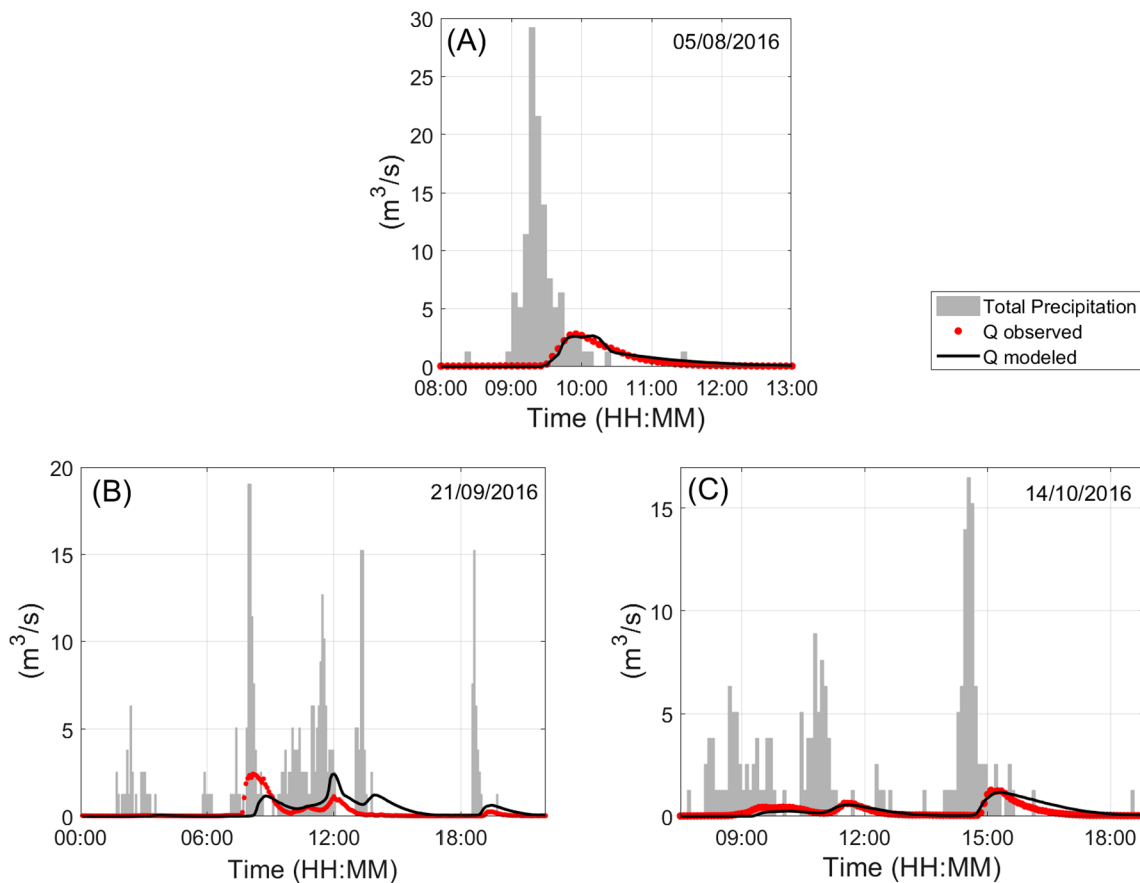 (A)
05/08/2016
30
25
20
15
10
5
0
(m³/s)
08:00 09:00 10:00 11:00 12:00 13:00
Time (HH:MM)
Total Precipitation
Q observed
Q modeled
(B)
21/09/2016
20
15
10
5
0
(m³/s)
00:00 06:00 12:00 18:00
Time (HH:MM)
(C)
14/10/2016
15
10
5
0
(m³/s)
09:00 12:00 15:00 18:00
Time (HH:MM)